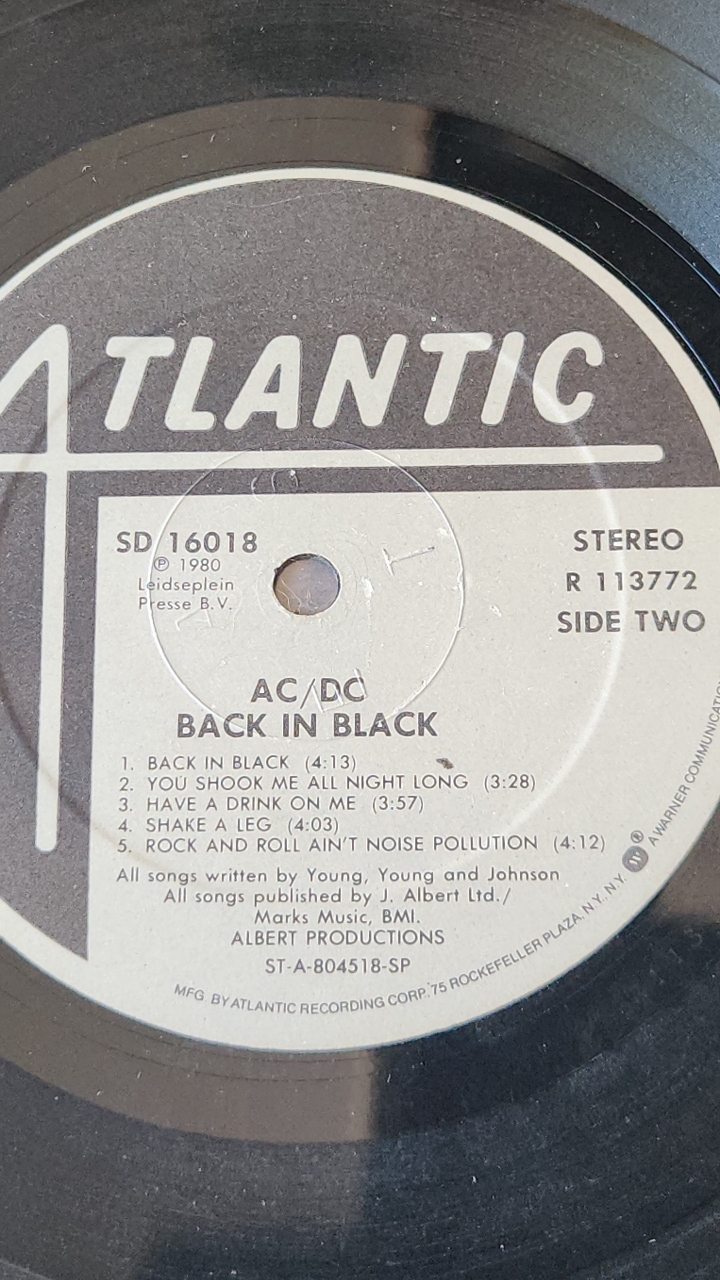 ATLANTIC
SD 16018
℗ 1980
Leidseplein
Presse B.V.
STEREO
R 113772
SIDE TWO
AC/DC
BACK IN BLACK
1. BACK IN BLACK (4:13)
2. YOU SHOOK ME ALL NIGHT LONG (3:28)
3. HAVE A DRINK ON ME (3:57)
4. SHAKE A LEG (4:03)
5. ROCK AND ROLL AIN'T NOISE POLLUTION (4:12)
All songs written by Young, Young and Johnson
All songs published by J. Albert Ltd./
Marks Music, BMI.
ALBERT PRODUCTIONS
ST-A-804518-SP
MFG. BY ATLANTIC RECORDING CORP. 75 ROCKEFELLER PLAZA, N.Y., N.Y. ® A WARNER